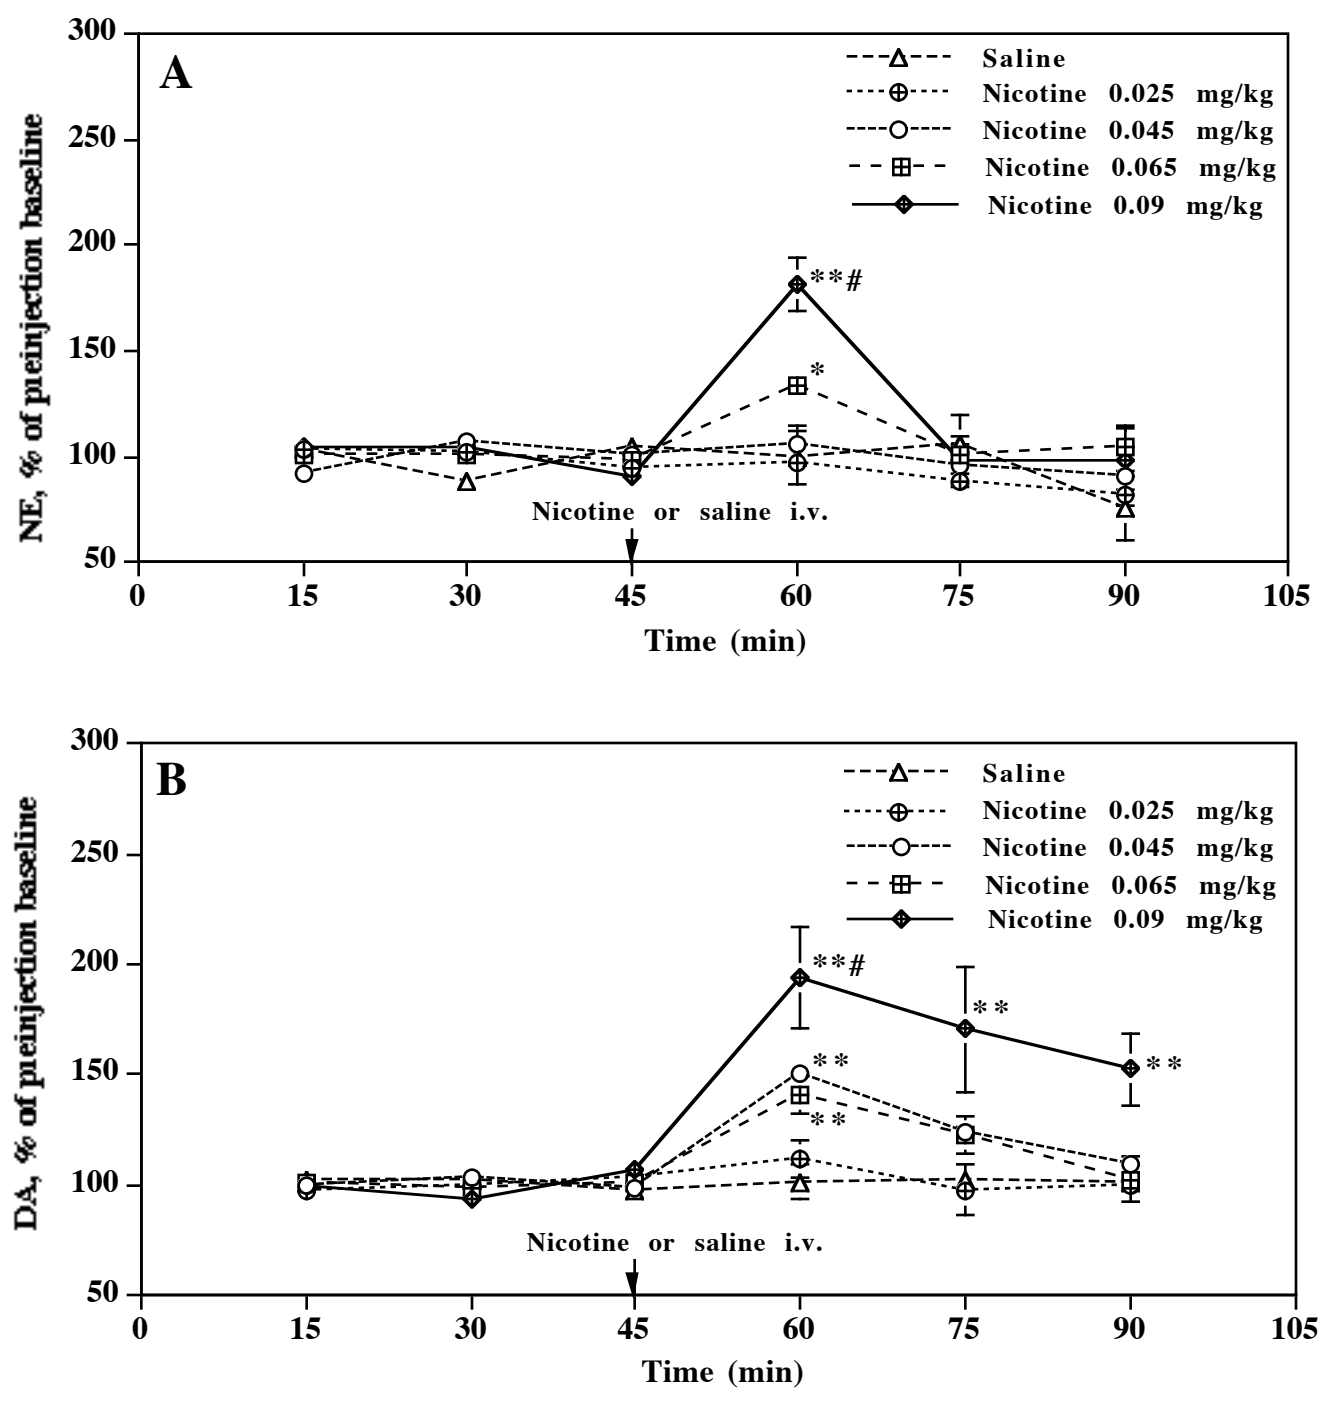 A
300
250
200
150
100
50
NE, % of preinjection baseline
Saline
Nicotine 0.025 mg/kg
Nicotine 0.045 mg/kg
Nicotine 0.065 mg/kg
Nicotine 0.09 mg/kg
**#
*
Nicotine or saline i.v.
0 15 30 45 60 75 90 105
Time (min)
B
300
250
200
150
100
50
DA, % of preinjection baseline
Saline
Nicotine 0.025 mg/kg
Nicotine 0.045 mg/kg
Nicotine 0.065 mg/kg
Nicotine 0.09 mg/kg
**#
**
**
**
**
Nicotine or saline i.v.
0 15 30 45 60 75 90 105
Time (min)